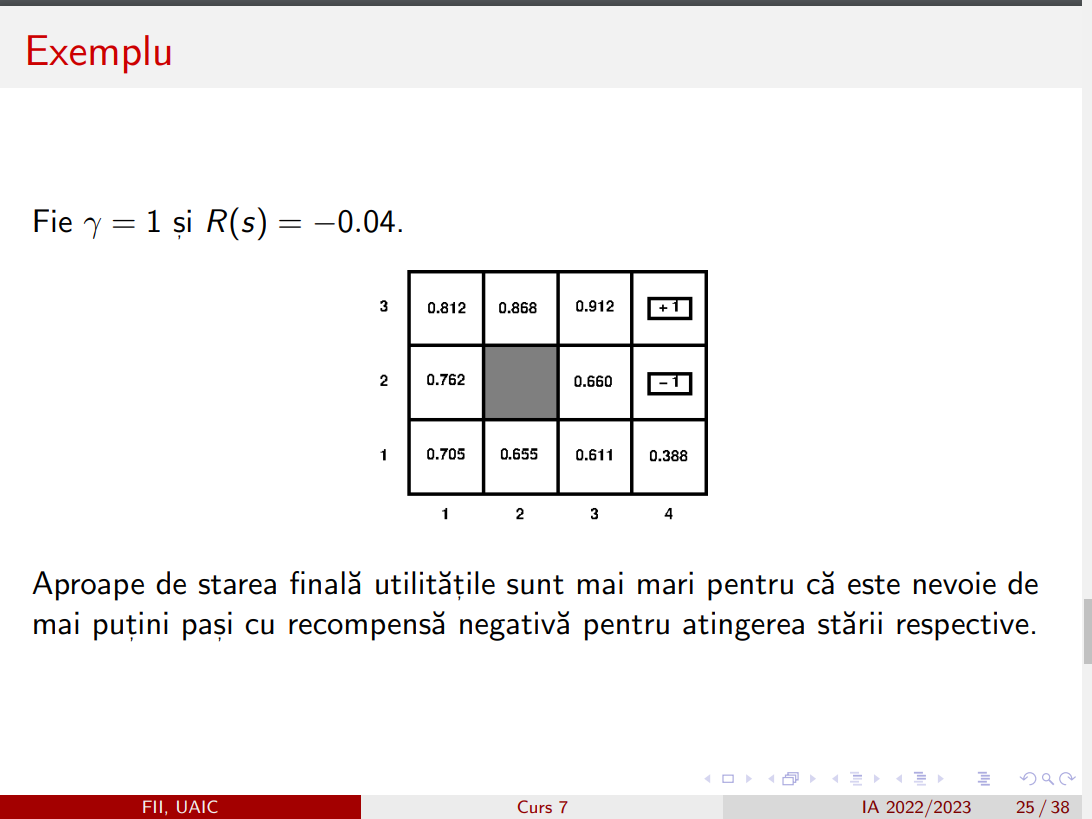 Exemplu
Fie γ = 1 și R(s) = −0.04.
3 0.812 0.868 0.912 +1
2 0.762 0.660 −1
1 0.705 0.655 0.611 0.388
1 2 3 4
Aproape de starea finală utilitățile sunt mai mari pentru că este nevoie de
mai puțini pași cu recompensă negativă pentru atingerea stării respective.
FII, UAIC Curs 7 IA 2022/2023 25 / 38